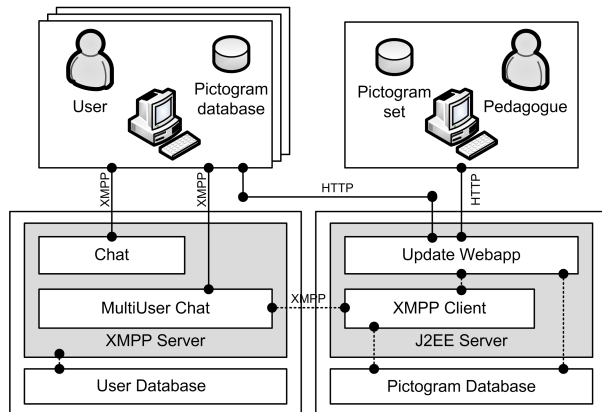 User
Pictogram
database
Pictogram
set
Pedagogue
XMPP
XMPP
HTTP
HTTP
Chat
MultiUser Chat
XMPP Server
User Database
XMPP
Update Webapp
XMPP Client
J2EE Server
Pictogram Database